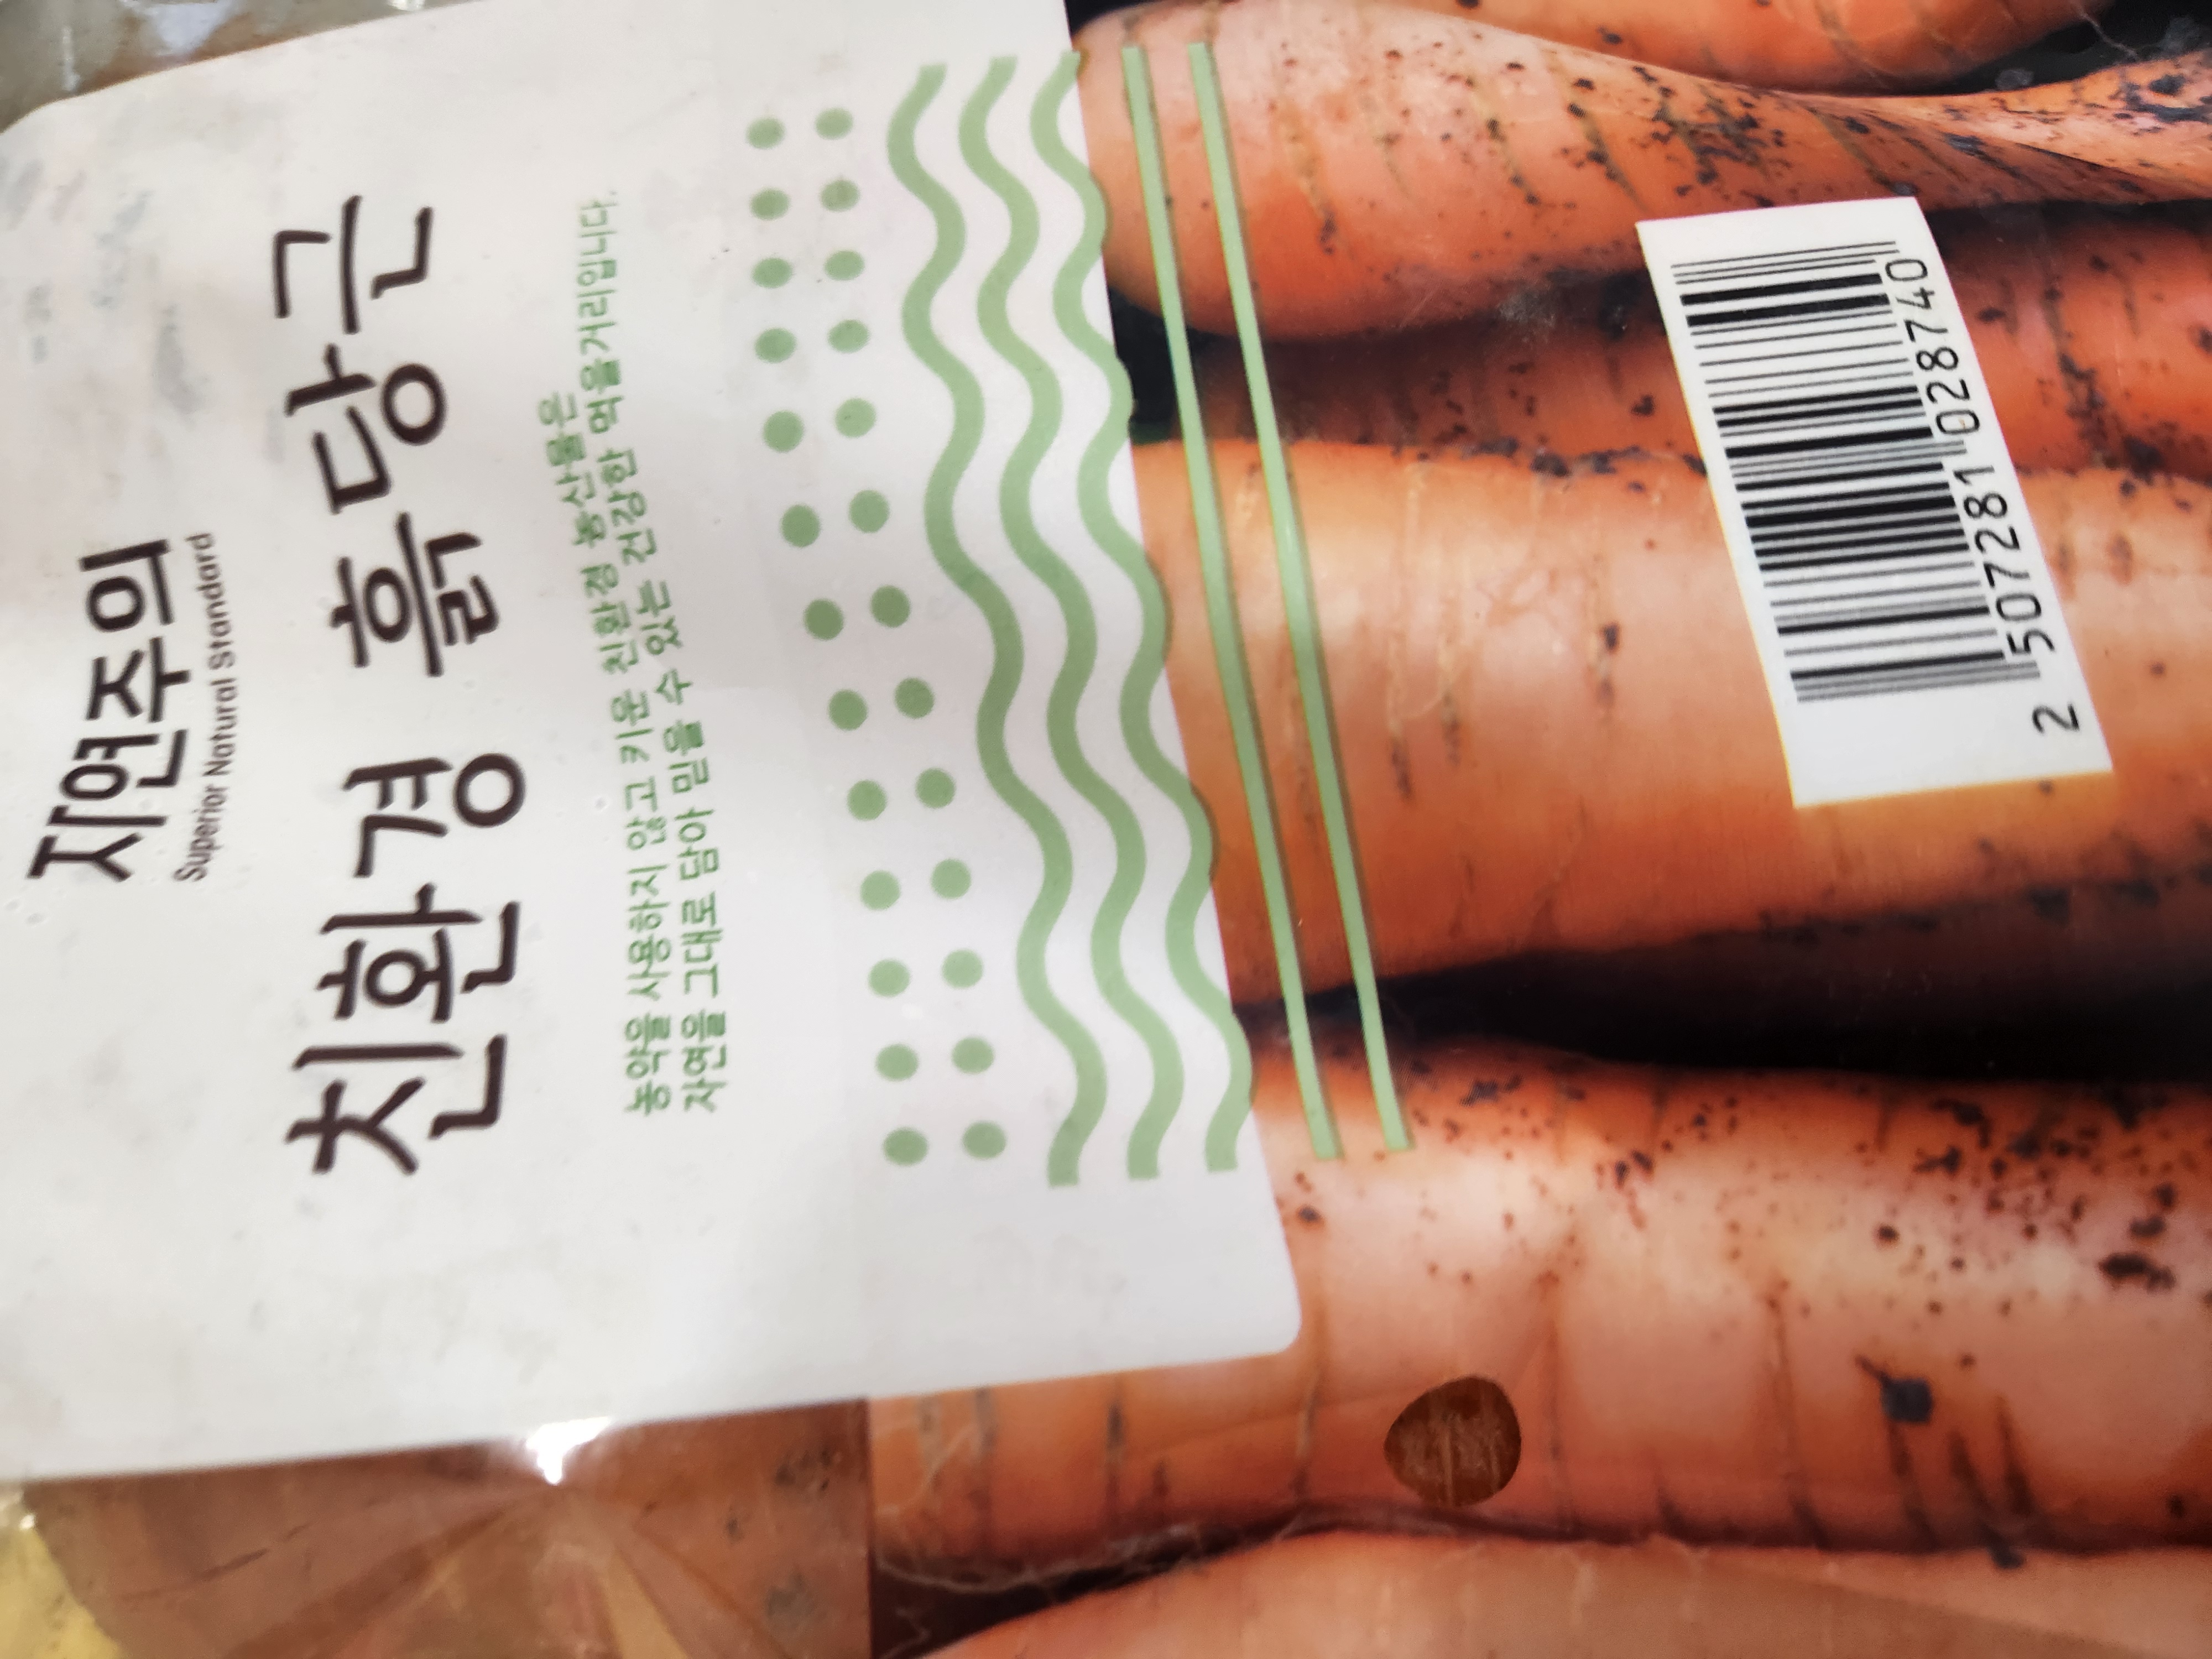 자연주의
Superior Natural Standard
친환경 흙당근
농약을 사용하지 않고 키운 친환경 농산물은
자연을 그대로 담아 믿을 수 있는 건강한 먹을거리입니다.
2 507281 028740